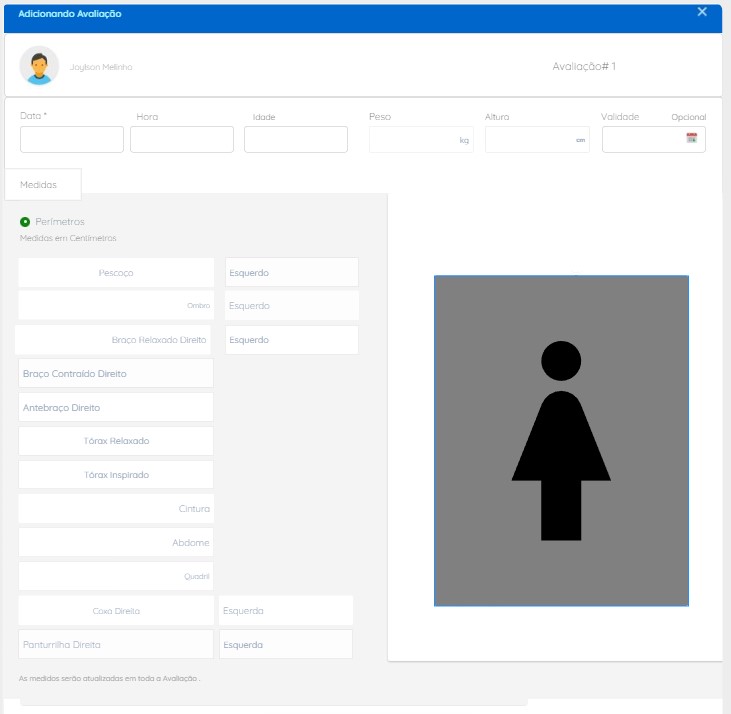 Adicionando Avaliação
Joylson Melinho
Avaliação# 1
Data * Hora Idade Peso Altura Validade Opcional
kg cm
Medidas
Perímetros
Medidas em Centímetros
Pescoço Esquerdo
Ombro Esquerdo
Braço Relaxado Direito Esquerdo
Braço Contraído Direito
Antebraço Direito
Tórax Relaxado
Tórax Inspirado
Cintura
Abdome
Quadril
Coxa Direita Esquerda
Panturrilha Direita Esquerda
As medidos serão atualizadas em toda a Avaliação .